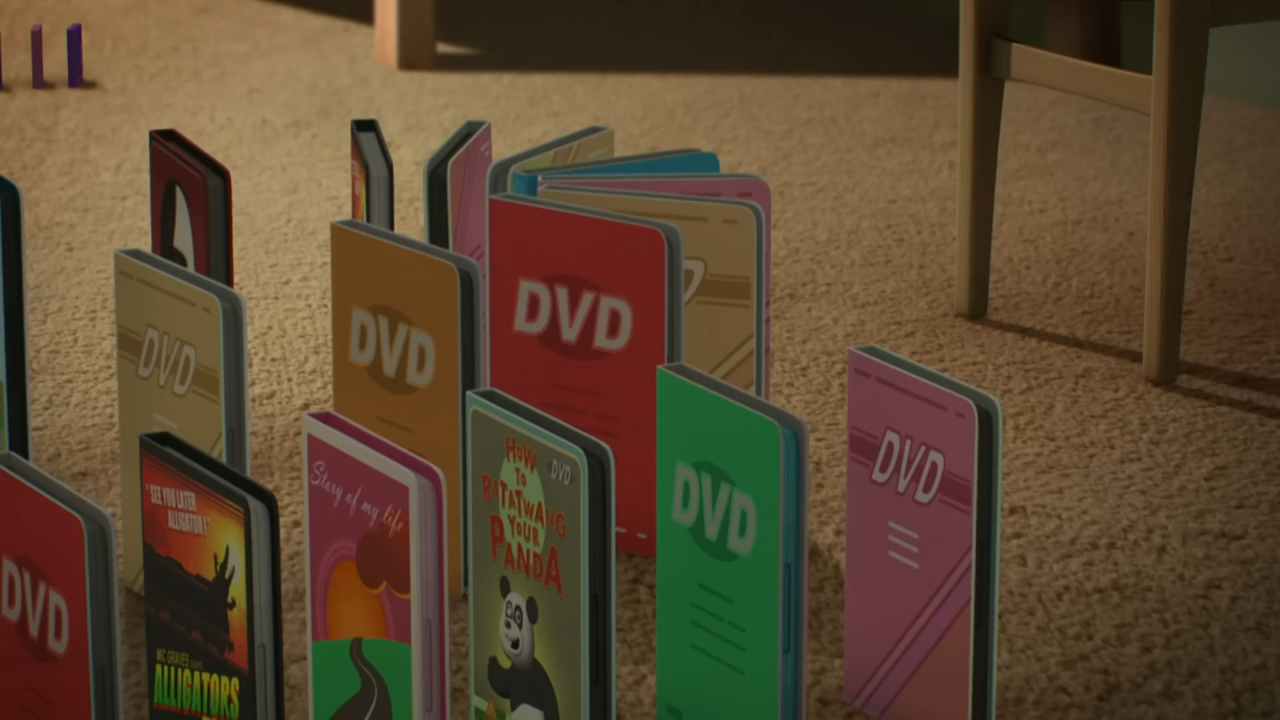 DVD
DVD
DVD
DVD
"SEE YOU LATER
ALLIGATOR!"
ALLIGATORS
Story of my life
HOW
TO
RATATWANG
YOUR
PANDA
DVD
DVD
DVD